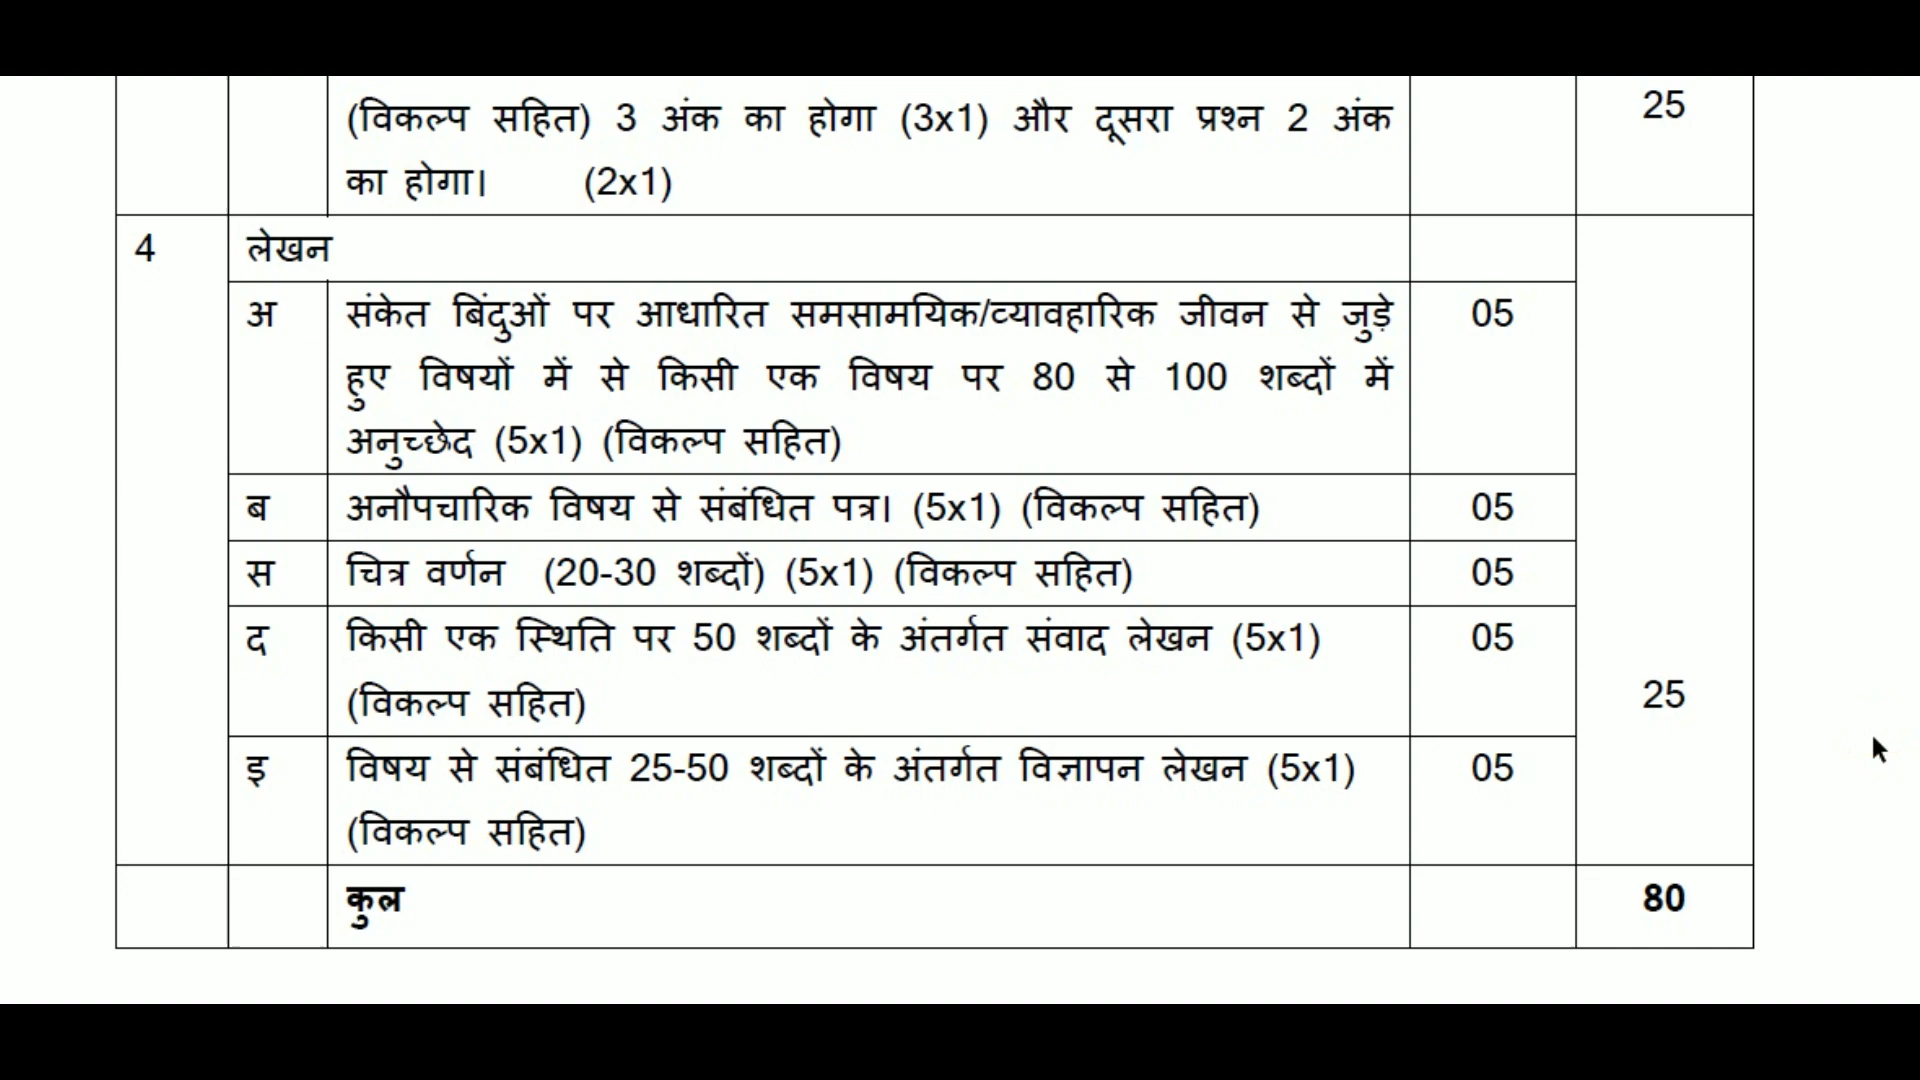 (विकल्प सहित) 3 अंक का होगा (3x1) और दूसरा प्रश्न 2 अंक
25
का होगा। (2x1)
4 लेखन
अ संकेत बिंदुओं पर आधारित समसामयिक/व्यावहारिक जीवन से जुड़े 05
हुए विषयों में से किसी एक विषय पर 80 से 100 शब्दों में
अनुच्छेद (5x1) (विकल्प सहित)
ब अनौपचारिक विषय से संबंधित पत्र। (5x1) (विकल्प सहित) 05
स चित्र वर्णन (20-30 शब्दों) (5x1) (विकल्प सहित) 05
द किसी एक स्थिति पर 50 शब्दों के अंतर्गत संवाद लेखन (5x1) 05
(विकल्प सहित)
25
इ विषय से संबंधित 25-50 शब्दों के अंतर्गत विज्ञापन लेखन (5x1) 05
(विकल्प सहित)
कुल 80